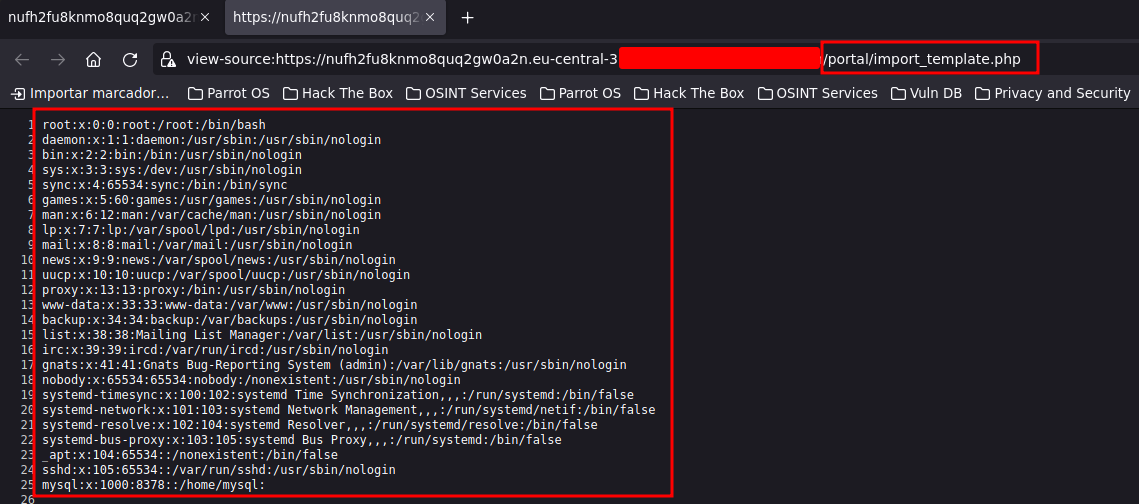 nufh2fu8knmo8quq2gw0a2n
https://nufh2fu8knmo8quq2
view-source:https://nufh2fu8knmo8quq2gw0a2n.eu-central-3 /portal/import_template.php
Importar marcador… Parrot OS Hack The Box OSINT Services Parrot OS Hack The Box OSINT Services Vuln DB Privacy and Security
1 root:x:0:0:root:/root:/bin/bash
2 daemon:x:1:1:daemon:/usr/sbin:/usr/sbin/nologin
3 bin:x:2:2:bin:/bin:/usr/sbin/nologin
4 sys:x:3:3:sys:/dev:/usr/sbin/nologin
5 sync:x:4:65534:sync:/bin:/bin/sync
6 games:x:5:60:games:/usr/games:/usr/sbin/nologin
7 man:x:6:12:man:/var/cache/man:/usr/sbin/nologin
8 lp:x:7:7:lp:/var/spool/lpd:/usr/sbin/nologin
9 mail:x:8:8:mail:/var/mail:/usr/sbin/nologin
10 news:x:9:9:news:/var/spool/news:/usr/sbin/nologin
11 uucp:x:10:10:uucp:/var/spool/uucp:/usr/sbin/nologin
12 proxy:x:13:13:proxy:/bin:/usr/sbin/nologin
13 www-data:x:33:33:www-data:/var/www:/usr/sbin/nologin
14 backup:x:34:34:backup:/var/backups:/usr/sbin/nologin
15 list:x:38:38:Mailing List Manager:/var/list:/usr/sbin/nologin
16 irc:x:39:39:ircd:/var/run/ircd:/usr/sbin/nologin
17 gnats:x:41:41:Gnats Bug-Reporting System (admin):/var/lib/gnats:/usr/sbin/nologin
18 nobody:x:65534:65534:nobody:/nonexistent:/usr/sbin/nologin
19 systemd-timesync:x:100:102:systemd Time Synchronization,,,:/run/systemd:/bin/false
20 systemd-network:x:101:103:systemd Network Management,,,:/run/systemd/netif:/bin/false
21 systemd-resolve:x:102:104:systemd Resolver,,,:/run/systemd/resolve:/bin/false
22 systemd-bus-proxy:x:103:105:systemd Bus Proxy,,,:/run/systemd:/bin/false
23 _apt:x:104:65534::/nonexistent:/bin/false
24 sshd:x:105:65534::/var/run/sshd:/usr/sbin/nologin
25 mysql:x:1000:8378::/home/mysql:
26